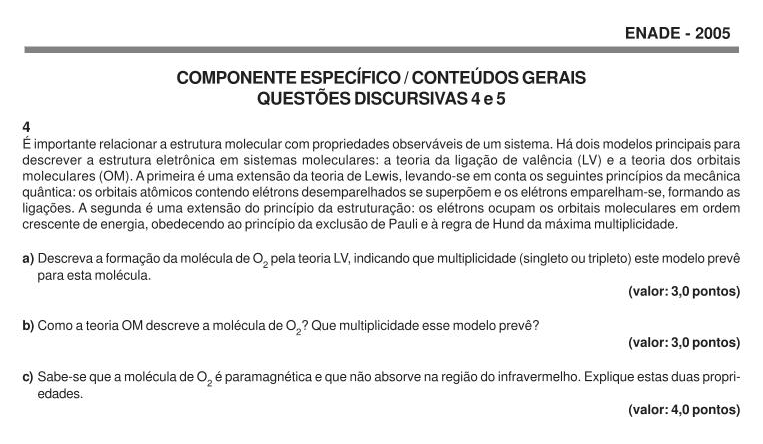 ENADE - 2005
COMPONENTE ESPECÍFICO / CONTEÚDOS GERAIS
QUESTÕES DISCURSIVAS 4 e 5
4
É importante relacionar a estrutura molecular com propriedades observáveis de um sistema. Há dois modelos principais para
descrever a estrutura eletrônica em sistemas moleculares: a teoria da ligação de valência (LV) e a teoria dos orbitais
moleculares (OM). A primeira é uma extensão da teoria de Lewis, levando-se em conta os seguintes princípios da mecânica
quântica: os orbitais atômicos contendo elétrons desemparelhados se superpõem e os elétrons emparelham-se, formando as
ligações. A segunda é uma extensão do princípio da estruturação: os elétrons ocupam os orbitais moleculares em ordem
crescente de energia, obedecendo ao princípio da exclusão de Pauli e à regra de Hund da máxima multiplicidade.
a) Descreva a formação da molécula de O2 pela teoria LV, indicando que multiplicidade (singleto ou tripleto) este modelo prevê
para esta molécula.
(valor: 3,0 pontos)
b) Como a teoria OM descreve a molécula de O2? Que multiplicidade esse modelo prevê?
(valor: 3,0 pontos)
c) Sabe-se que a molécula de O2 é paramagnética e que não absorve na região do infravermelho. Explique estas duas propri-
edades.
(valor: 4,0 pontos)